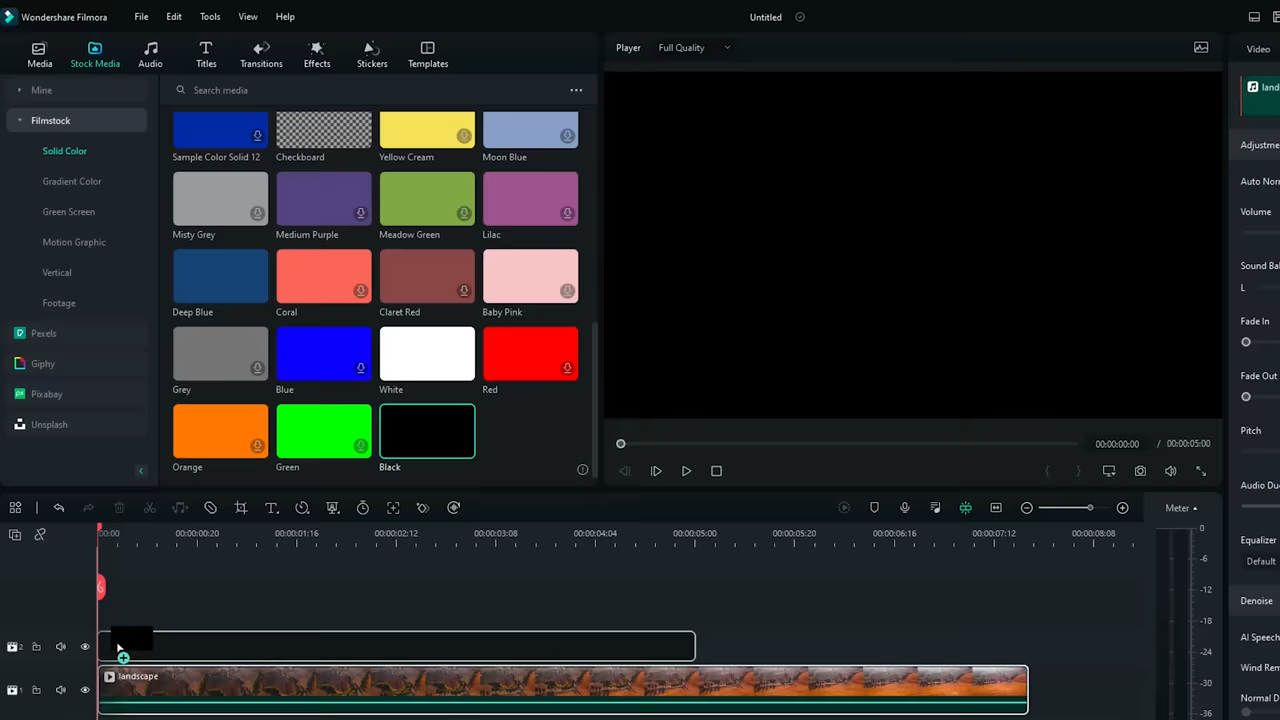 Wondershare Filmora File Edit Tools View Help Untitled
Media Stock Media Audio Titles Transitions Effects Stickers Templates
Player Full Quality
Video
Mine
Filmstock
Solid Color
Gradient Color
Green Screen
Motion Graphic
Vertical
Footage
Pexels
Giphy
Pixabay
Unsplash
Search media
Sample Color Solid 12 Checkboard Yellow Cream Moon Blue
Misty Grey Medium Purple Meadow Green Lilac
Deep Blue Coral Claret Red Baby Pink
Grey Blue White Red
Orange Green Black
00:00:00:00 / 00:00:05:00
land
Adjustme
Auto Nor
Volume
Sound Ba
L
Fade In
Fade Out
Pitch
Audio Du
Equalizer
Default
Denoise
AI Speech
Wind Rem
Normal D
Meter
00:00 00:00:00:20 00:00:01:16 00:00:02:12 00:00:03:08 00:00:04:04 00:00:05:00 00:00:05:20 00:00:06:16 00:00:07:12 00:00:08:08
0
-6
-12
-18
-24
-30
-36
2
1
landscape